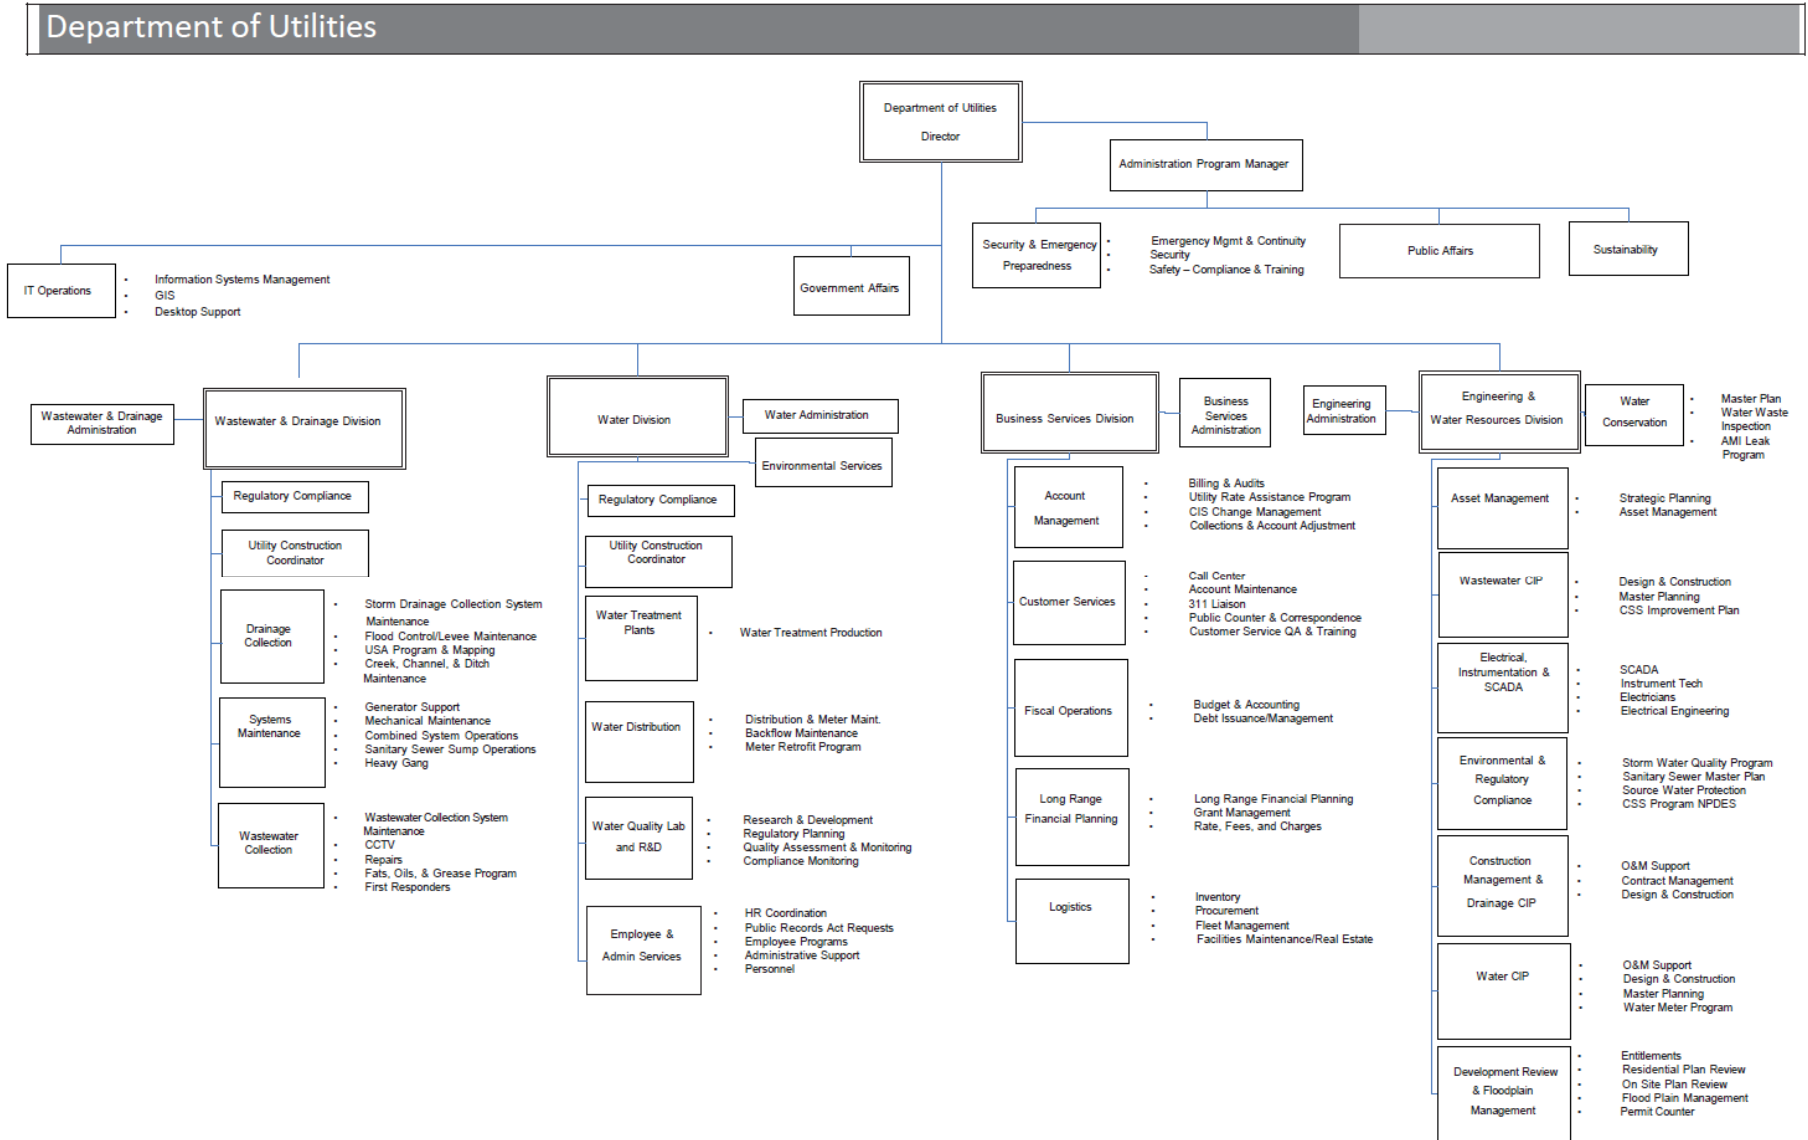 Department of Utilities
Department of Utilities
Director
Administration Program Manager
Security & Emergency
Preparedness
Emergency Mgmt & Continuity
Security
Safety – Compliance & Training
Public Affairs
Sustainability
IT Operations
Information Systems Management
GIS
Desktop Support
Government Affairs
Wastewater & Drainage
Administration
Wastewater & Drainage Division
Regulatory Compliance
Utility Construction
Coordinator
Drainage
Collection
Storm Drainage Collection System
Maintenance
Flood Control/Levee Maintenance
USA Program & Mapping
Creek, Channel, & Ditch
Maintenance
Systems
Maintenance
Generator Support
Mechanical Maintenance
Combined System Operations
Sanitary Sewer Sump Operations
Heavy Gang
Wastewater
Collection
Wastewater Collection System
Maintenance
CCTV
Repairs
Fats, Oils, & Grease Program
First Responders
Water Division
Water Administration
Environmental Services
Regulatory Compliance
Utility Construction
Coordinator
Water Treatment
Plants
Water Treatment Production
Water Distribution
Distribution & Meter Maint.
Backflow Maintenance
Meter Retrofit Program
Water Quality Lab
and R&D
Research & Development
Regulatory Planning
Quality Assessment & Monitoring
Compliance Monitoring
Employee &
Admin Services
HR Coordination
Public Records Act Requests
Employee Programs
Administrative Support
Personnel
Business Services Division
Business
Services
Administration
Account
Management
Billing & Audits
Utility Rate Assistance Program
CIS Change Management
Collections & Account Adjustment
Customer Services
Call Center
Account Maintenance
311 Liaison
Public Counter & Correspondence
Customer Service QA & Training
Fiscal Operations
Budget & Accounting
Debt Issuance/Management
Long Range
Financial Planning
Long Range Financial Planning
Grant Management
Rate, Fees, and Charges
Logistics
Inventory
Procurement
Fleet Management
Facilities Maintenance/Real Estate
Engineering
Administration
Engineering &
Water Resources Division
Water
Conservation
Master Plan
Water Waste
Inspection
AMI Leak
Program
Asset Management
Strategic Planning
Asset Management
Wastewater CIP
Design & Construction
Master Planning
CSS Improvement Plan
Electrical,
Instrumentation &
SCADA
SCADA
Instrument Tech
Electricians
Electrical Engineering
Environmental &
Regulatory
Compliance
Storm Water Quality Program
Sanitary Sewer Master Plan
Source Water Protection
CSS Program NPDES
Construction
Management &
Drainage CIP
O&M Support
Contract Management
Design & Construction
Water CIP
O&M Support
Design & Construction
Master Planning
Water Meter Program
Development Review
& Floodplain
Management
Entitlements
Residential Plan Review
On Site Plan Review
Flood Plain Management
Permit Counter